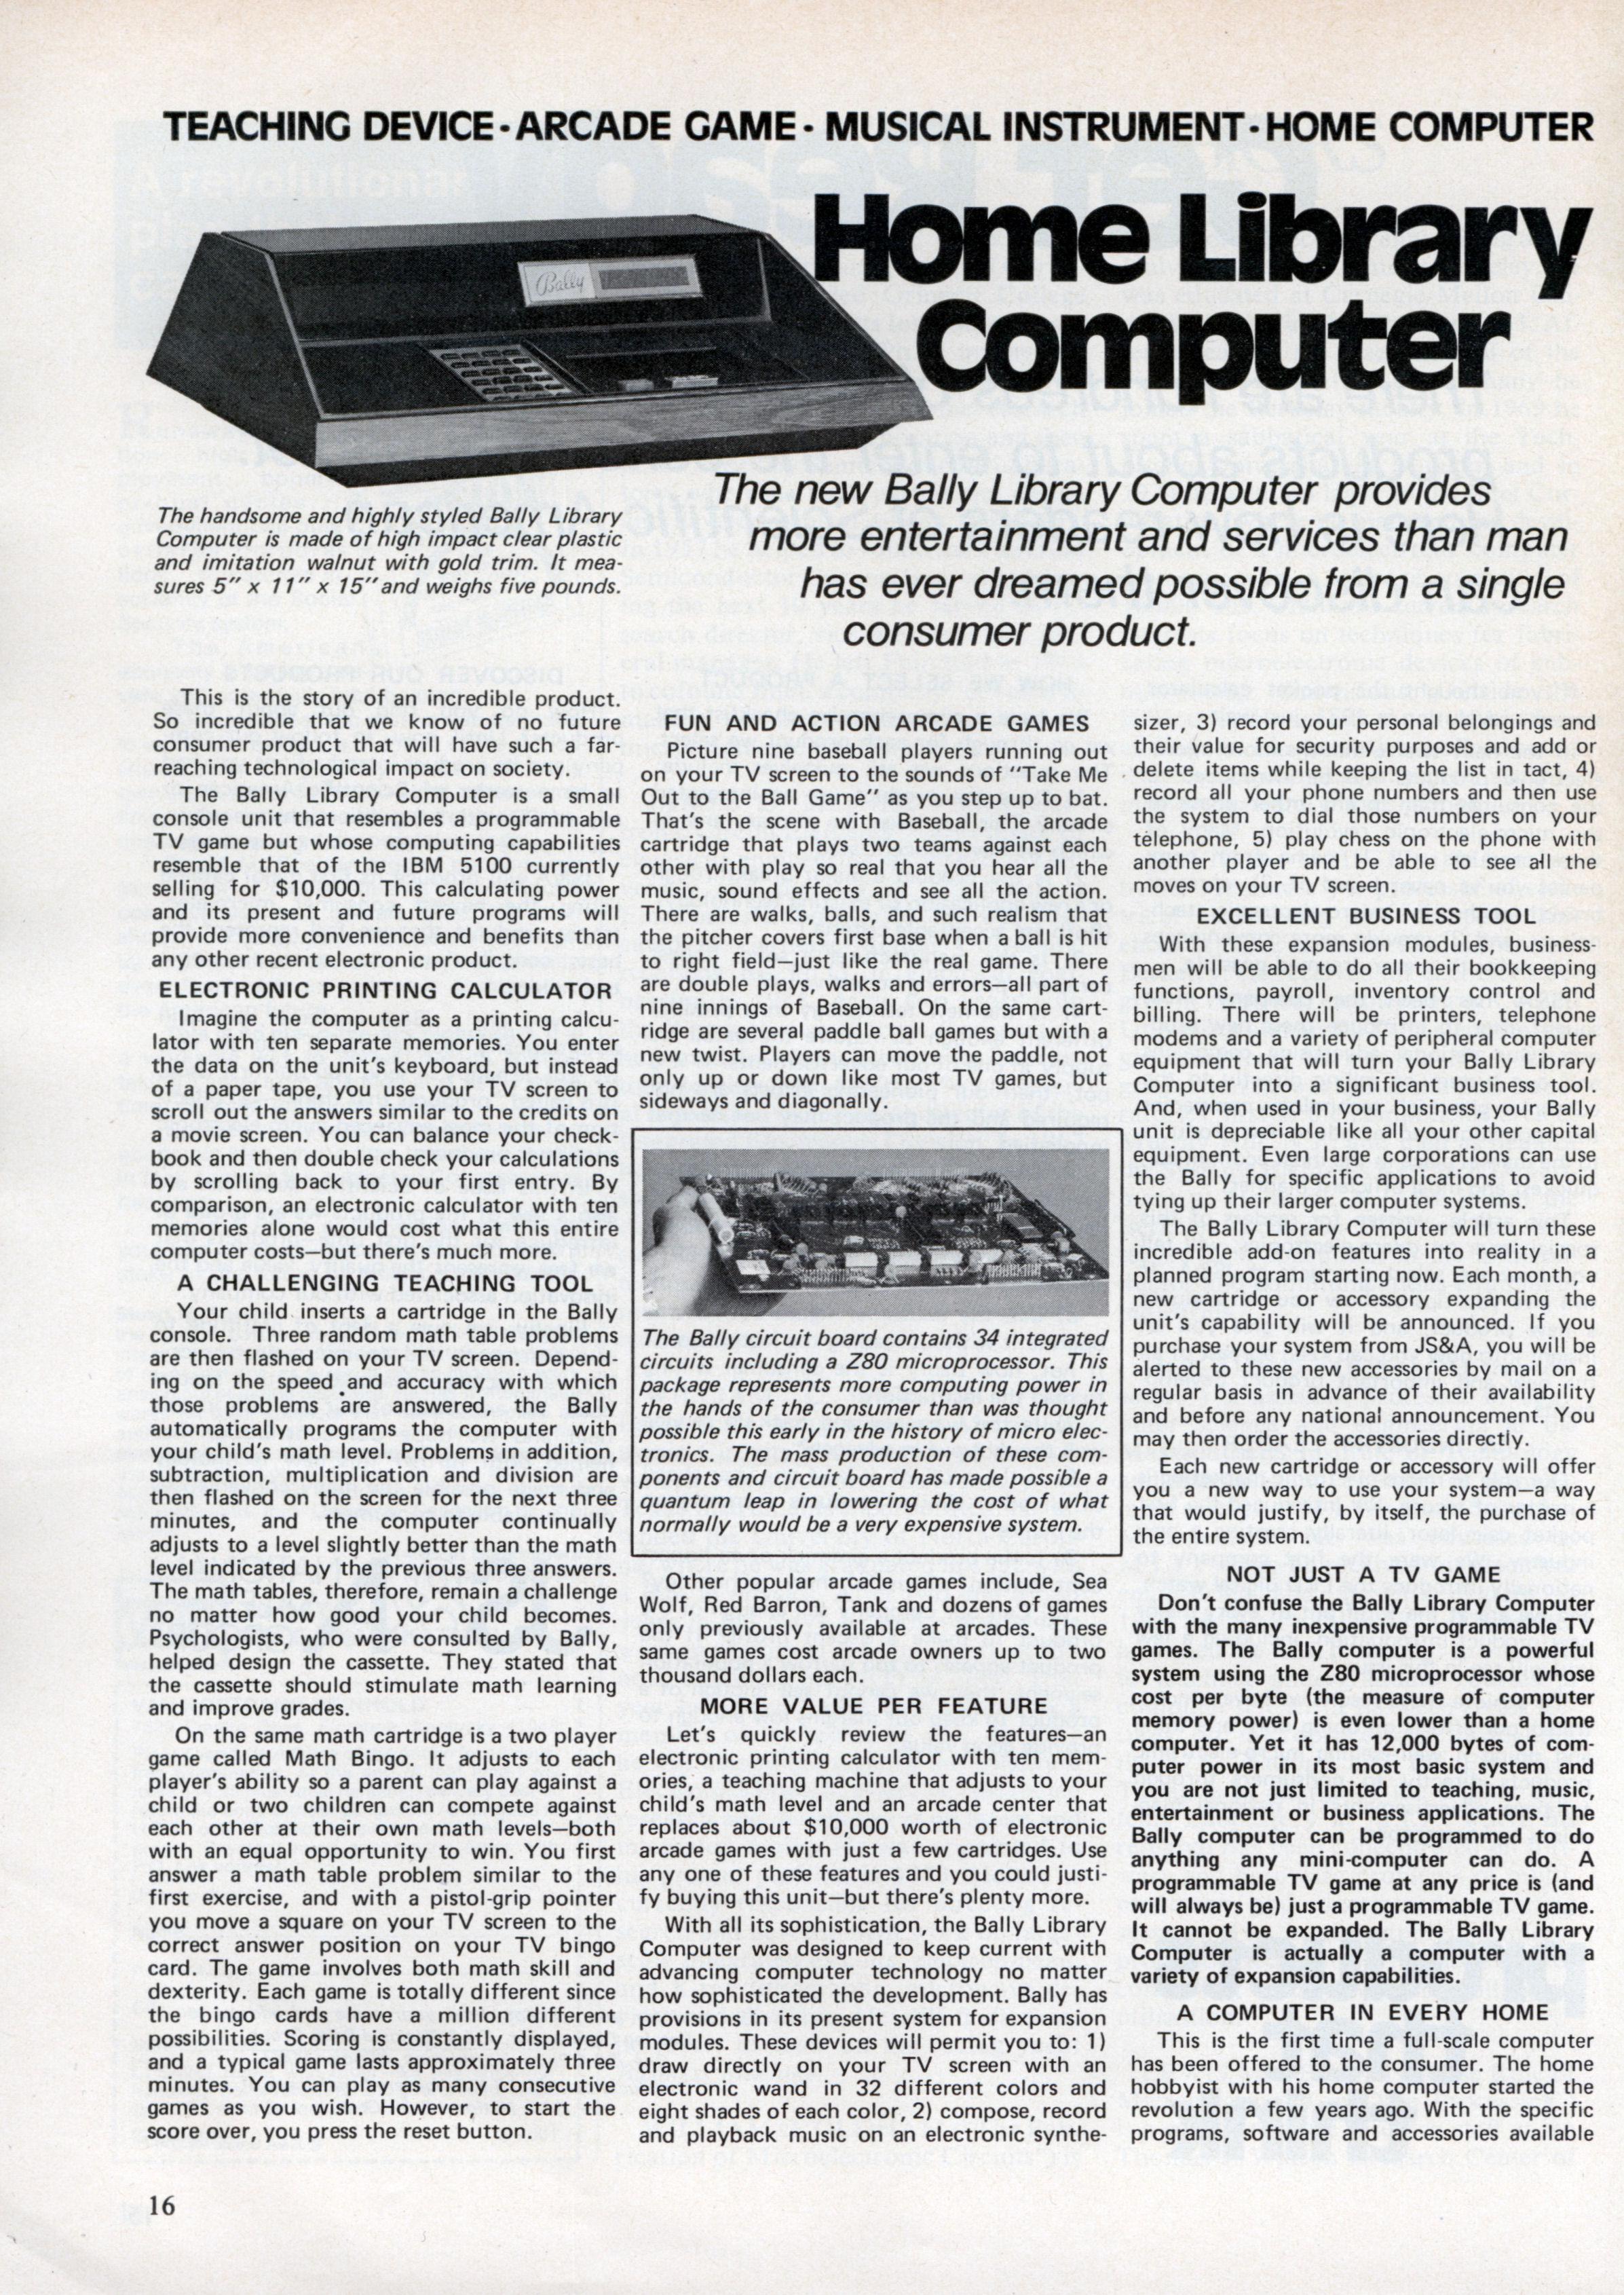 TEACHING DEVICE · ARCADE GAME · MUSICAL INSTRUMENT · HOME COMPUTER
Bally
Home Library
Computer
The new Bally Library Computer provides
more entertainment and services than man
has ever dreamed possible from a single
consumer product.
The handsome and highly styled Bally Library
Computer is made of high impact clear plastic
and imitation walnut with gold trim. It mea-
sures 5" x 11" x 15" and weighs five pounds.
This is the story of an incredible product.
So incredible that we know of no future
consumer product that will have such a far-
reaching technological impact on society.
The Bally Library Computer is a small
console unit that resembles a programmable
TV game but whose computing capabilities
resemble that of the IBM 5100 currently
selling for $10,000. This calculating power
and its present and future programs will
provide more convenience and benefits than
any other recent electronic product.
ELECTRONIC PRINTING CALCULATOR
Imagine the computer as a printing calcu-
lator with ten separate memories. You enter
the data on the unit's keyboard, but instead
of a paper tape, you use your TV screen to
scroll out the answers similar to the credits on
a movie screen. You can balance your check-
book and then double check your calculations
by scrolling back to your first entry. By
comparison, an electronic calculator with ten
memories alone would cost what this entire
computer costs—but there's much more.
A CHALLENGING TEACHING TOOL
Your child inserts a cartridge in the Bally
console. Three random math table problems
are then flashed on your TV screen. Depend-
ing on the speed and accuracy with which
those problems are answered, the Bally
automatically programs the computer with
your child's math level. Problems in addition,
subtraction, multiplication and division are
then flashed on the screen for the next three
minutes, and the computer continually
adjusts to a level slightly better than the math
level indicated by the previous three answers.
The math tables, therefore, remain a challenge
no matter how good your child becomes.
Psychologists, who were consulted by Bally,
helped design the cassette. They stated that
the cassette should stimulate math learning
and improve grades.
On the same math cartridge is a two player
game called Math Bingo. It adjusts to each
player's ability so a parent can play against a
child or two children can compete against
each other at their own math levels—both
with an equal opportunity to win. You first
answer a math table problem similar to the
first exercise, and with a pistol-grip pointer
you move a square on your TV screen to the
correct answer position on your TV bingo
card. The game involves both math skill and
dexterity. Each game is totally different since
the bingo cards have a million different
possibilities. Scoring is constantly displayed,
and a typical game lasts approximately three
minutes. You can play as many consecutive
games as you wish. However, to start the
score over, you press the reset button.
FUN AND ACTION ARCADE GAMES
Picture nine baseball players running out
on your TV screen to the sounds of "Take Me
Out to the Ball Game" as you step up to bat.
That's the scene with Baseball, the arcade
cartridge that plays two teams against each
other with play so real that you hear all the
music, sound effects and see all the action.
There are walks, balls, and such realism that
the pitcher covers first base when a ball is hit
to right field—just like the real game. There
are double plays, walks and errors—all part of
nine innings of Baseball. On the same cart-
ridge are several paddle ball games but with a
new twist. Players can move the paddle, not
only up or down like most TV games, but
sideways and diagonally.
The Bally circuit board contains 34 integrated
circuits including a Z80 microprocessor. This
package represents more computing power in
the hands of the consumer than was thought
possible this early in the history of micro elec-
tronics. The mass production of these com-
ponents and circuit board has made possible a
quantum leap in lowering the cost of what
normally would be a very expensive system.
Other popular arcade games include, Sea
Wolf, Red Barron, Tank and dozens of games
only previously available at arcades. These
same games cost arcade owners up to two
thousand dollars each.
MORE VALUE PER FEATURE
Let's quickly review the features—an
electronic printing calculator with ten mem-
ories, a teaching machine that adjusts to your
child's math level and an arcade center that
replaces about $10,000 worth of electronic
arcade games with just a few cartridges. Use
any one of these features and you could justi-
fy buying this unit—but there's plenty more.
With all its sophistication, the Bally Library
Computer was designed to keep current with
advancing computer technology no matter
how sophisticated the development. Bally has
provisions in its present system for expansion
modules. These devices will permit you to: 1)
draw directly on your TV screen with an
electronic wand in 32 different colors and
eight shades of each color, 2) compose, record
and playback music on an electronic synthe-
sizer, 3) record your personal belongings and
their value for security purposes and add or
delete items while keeping the list in tact, 4)
record all your phone numbers and then use
the system to dial those numbers on your
telephone, 5) play chess on the phone with
another player and be able to see all the
moves on your TV screen.
EXCELLENT BUSINESS TOOL
With these expansion modules, business-
men will be able to do all their bookkeeping
functions, payroll, inventory control and
billing. There will be printers, telephone
modems and a variety of peripheral computer
equipment that will turn your Bally Library
Computer into a significant business tool.
And, when used in your business, your Bally
unit is depreciable like all your other capital
equipment. Even large corporations can use
the Bally for specific applications to avoid
tying up their larger computer systems.
The Bally Library Computer will turn these
incredible add-on features into reality in a
planned program starting now. Each month, a
new cartridge or accessory expanding the
unit's capability will be announced. If you
purchase your system from JS&A, you will be
alerted to these new accessories by mail on a
regular basis in advance of their availability
and before any national announcement. You
may then order the accessories directly.
Each new cartridge or accessory will offer
you a new way to use your system—a way
that would justify, by itself, the purchase of
the entire system.
NOT JUST A TV GAME
Don't confuse the Bally Library Computer
with the many inexpensive programmable TV
games. The Bally computer is a powerful
system using the Z80 microprocessor whose
cost per byte (the measure of computer
memory power) is even lower than a home
computer. Yet it has 12,000 bytes of com-
puter power in its most basic system and
you are not just limited to teaching, music,
entertainment or business applications. The
Bally computer can be programmed to do
anything any mini-computer can do. A
programmable TV game at any price is (and
will always be) just a programmable TV game.
It cannot be expanded. The Bally Library
Computer is actually a computer with a
variety of expansion capabilities.
A COMPUTER IN EVERY HOME
This is the first time a full-scale computer
has been offered to the consumer. The home
hobbyist with his home computer started the
revolution a few years ago. With the specific
programs, software and accessories available
16